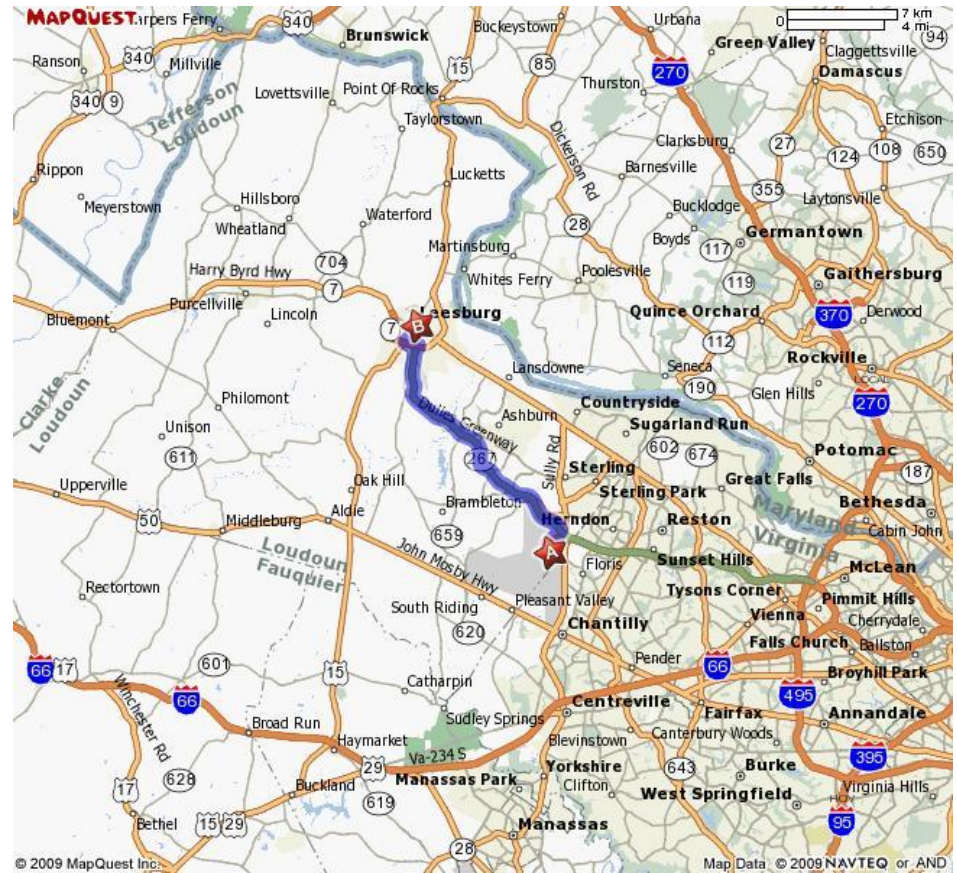 MAPQUEST
arpers Ferry
340
Buckeystown
Urbana
7 km
0
4 mi
94
Brunswick
Green Valley
Claggettsville
Ranson
340
Millville
15
85
270
Damascus
340
9
Lovettsville
Point Of Rocks
Thurston
Jefferson
Loudoun
Taylorstown
Dickerson Rd
Clarksburg
27
Etchison
124
108
650
Rippon
Lucketts
Barnesville
355
Meyerstown
Hillsboro
Wheatland
Waterford
28
Bucklodge
Laytonsville
Boyds
117
Germantown
Martinsburg
704
Whites Ferry
Poolesville
119
Gaithersburg
Harry Byrd Hwy
7
Purcellville
Bluemont
Lincoln
7
B
eesburg
Quince Orchard
370
Derwood
112
Rockville
LOCAL
Lansdowne
Seneca
190
Glen Hills
270
Clarke
Loudoun
Philomont
Dulles Greenway
Ashburn
Countryside
Unison
611
Sugarland Run
602
674
Potomac
267
Sully Rd
Sterling
187
Upperville
Oak Hill
Brambleton
Sterling Park
Great Falls
Bethesda
50
Middleburg
Aldie
659
Herndon
Reston
Maryland
Virginia
Cabin John
Loudoun
Fauquier
John Mosby Hwy
A
Sunset Hills
McLean
Rectortown
Floris
Tysons Corner
Pimmit Hills
South Riding
Pleasant Valley
Vienna
Cherrydale
620
Chantilly
Falls Church
Ballston
66
17
601
15
Pender
66
Broyhill Park
Winchester Rd
66
Catharpin
495
Centreville
Fairfax
Annandale
Broad Run
Sudley Springs
Blevinstown
Canterbury Woods
Haymarket
Va-234 S
395
628
29
Manassas Park
Yorkshire
643
Burke
17
Buckland
619
Clifton
West Springfield
Virginia Hills
HOV
Bethel
15
29
Manassas
95
28
© 2009 MapQuest Inc.
Map Data © 2009 NAVTEQ or AND